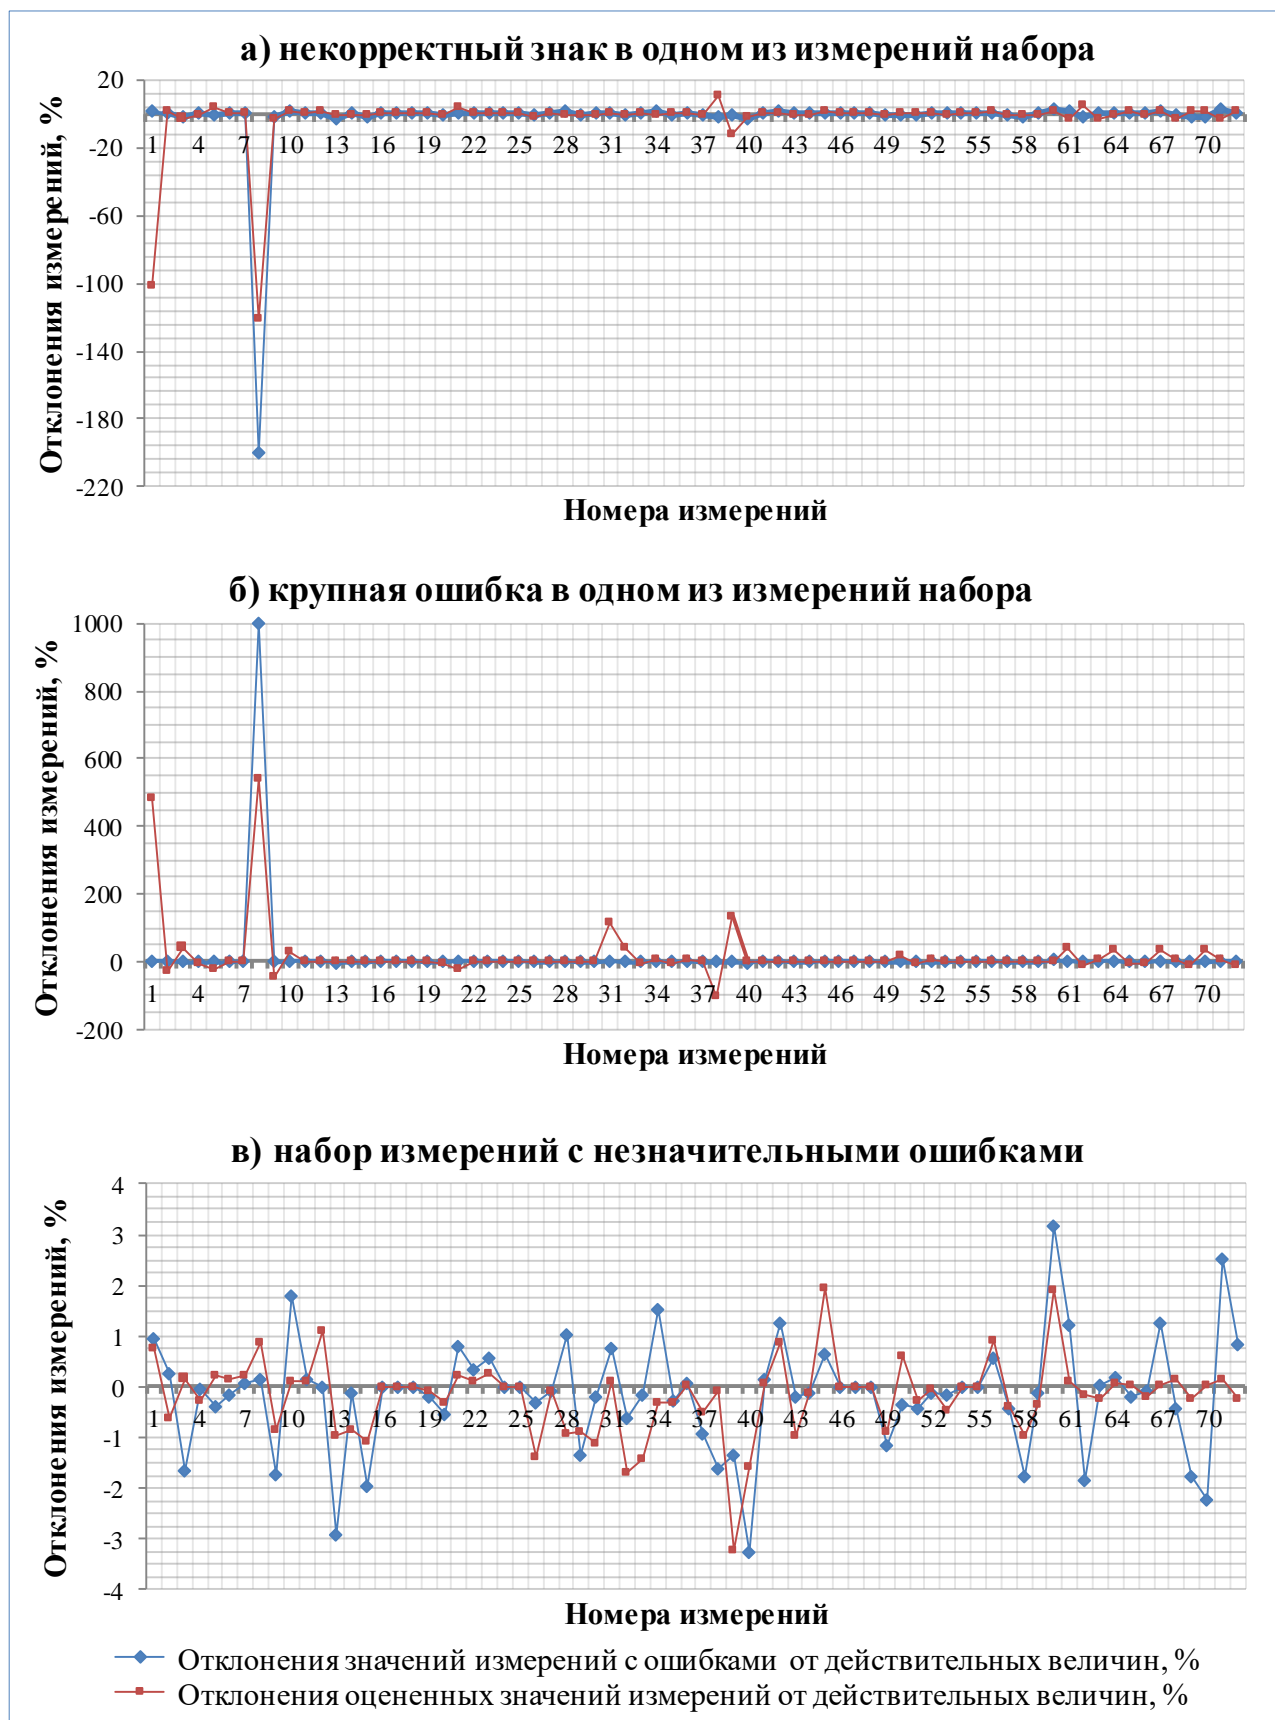 а) некорректный знак в одном из измерений набора
Отклонения измерений, %
20
-20
-60
-100
-140
-180
-220
1 4 7 10 13 16 19 22 25 28 31 34 37 40 43 46 49 52 55 58 61 64 67 70
Номера измерений
б) крупная ошибка в одном из измерений набора
Отклонения измерений, %
1000
800
600
400
200
0
-200
1 4 7 10 13 16 19 22 25 28 31 34 37 40 43 46 49 52 55 58 61 64 67 70
Номера измерений
в) набор измерений с незначительными ошибками
Отклонения измерений, %
4
3
2
1
0
-1
-2
-3
-4
1 4 7 10 13 16 19 22 25 28 31 34 37 40 43 46 49 52 55 58 61 64 67 70
Номера измерений
Отклонения значений измерений с ошибками от действительных величин, %
Отклонения оцененных значений измерений от действительных величин, %